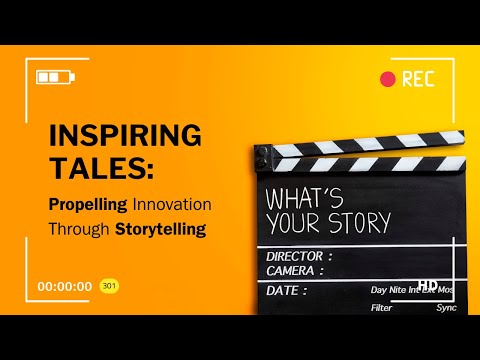 REC
INSPIRING
TALES:
Propelling Innovation
Through Storytelling
WHAT'S
YOUR STORY
DIRECTOR :
CAMERA :
DATE : Day Nite Int Ext Mos
Filter Sync
HD
00:00:00 301